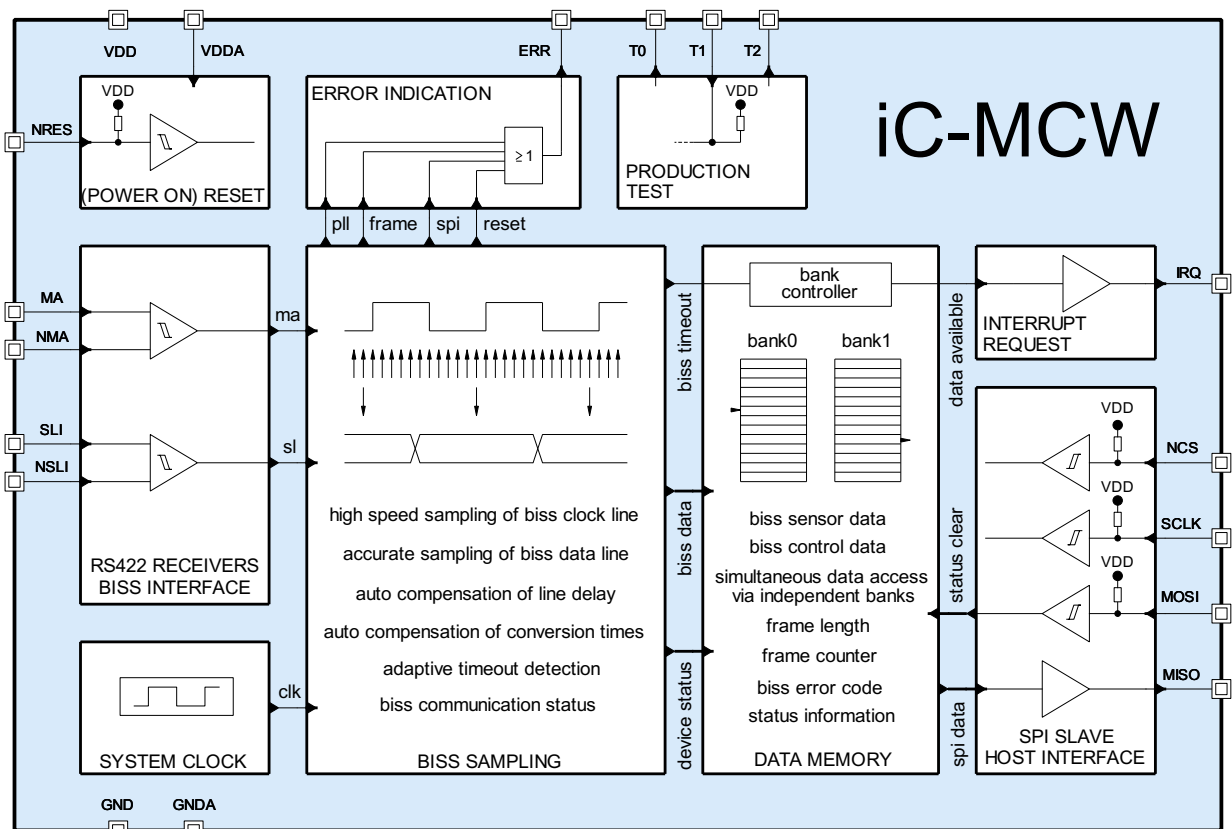 VDD
VDDA
ERR
T0
T1
T2
iC-MCW
NRES
VDD
(POWER ON) RESET
ERROR INDICATION
≥ 1
VDD
PRODUCTION
TEST
pll
frame
spi
reset
MA
NMA
SLI
NSLI
RS422 RECEIVERS
BISS INTERFACE
ma
sl
SYSTEM CLOCK
clk
high speed sampling of biss clock line
accurate sampling of biss data line
auto compensation of line delay
auto compensation of conversion times
adaptive timeout detection
biss communication status
BISS SAMPLING
biss timeout
biss data
device status
bank
controller
bank0
bank1
biss sensor data
biss control data
simultaneous data access
via independent banks
frame length
frame counter
biss error code
status information
DATA MEMORY
data available
status clear
spi data
INTERRUPT
REQUEST
IRQ
VDD
NCS
VDD
SCLK
VDD
MOSI
MISO
SPI SLAVE
HOST INTERFACE
GND
GNDA